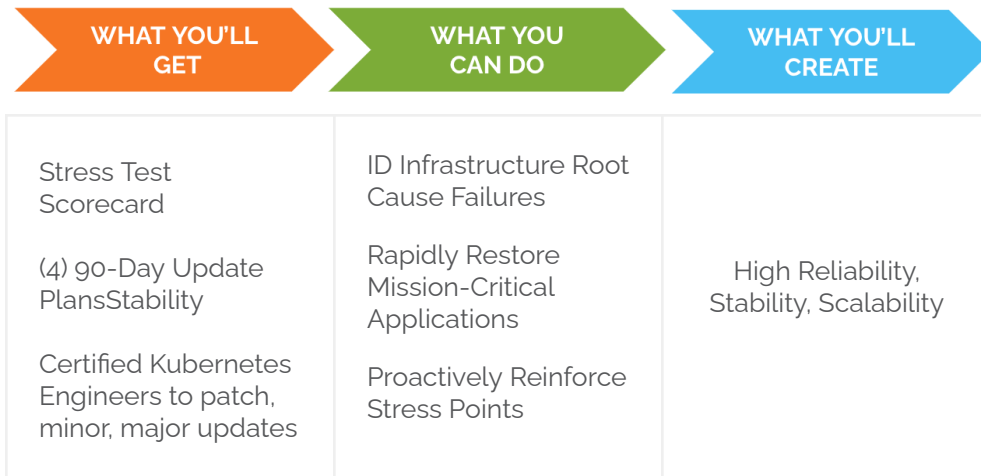 WHAT YOU'LL
GET
WHAT YOU
CAN DO
WHAT YOU'LL
CREATE
Stress Test
Scorecard
(4) 90-Day Update
PlansStability
Certified Kubernetes
Engineers to patch,
minor, major updates
ID Infrastructure Root
Cause Failures
Rapidly Restore
Mission-Critical
Applications
Proactively Reinforce
Stress Points
High Reliability,
Stability, Scalability